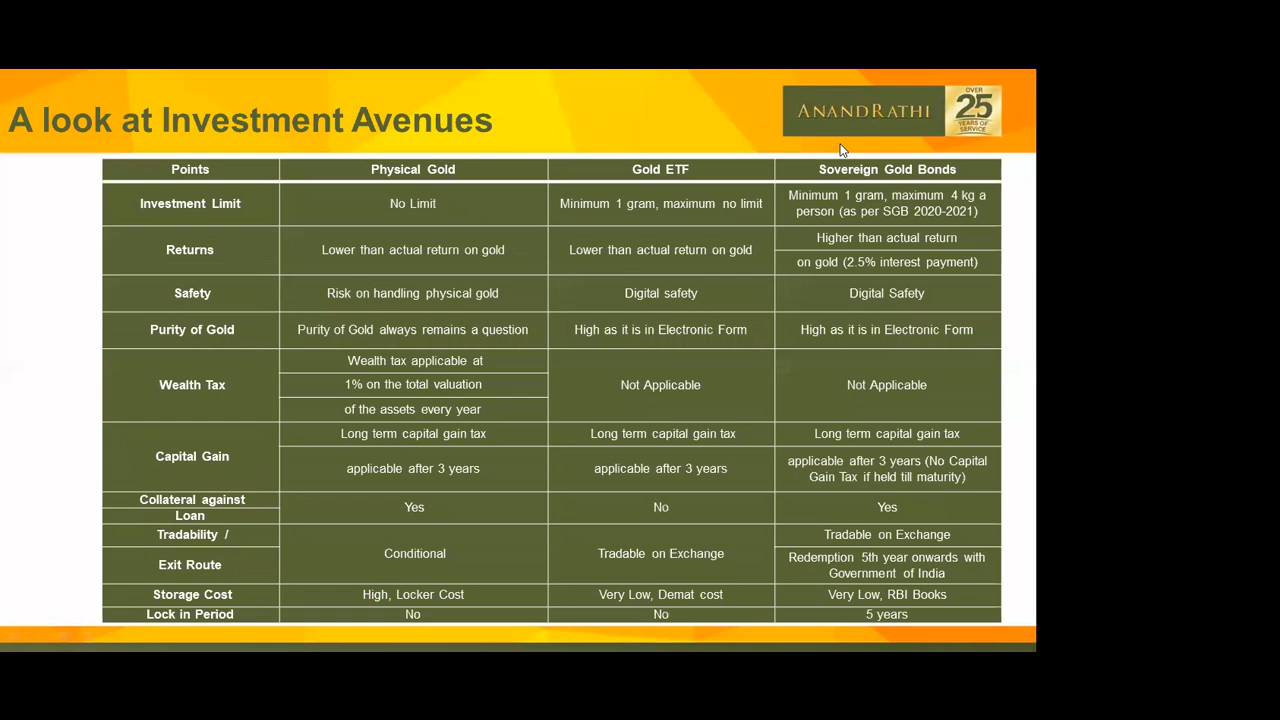 A look at Investment Avenues
ANANDRATHI
OVER
25
YEARS OF
SERVICE
Points Physical Gold Gold ETF Sovereign Gold Bonds
Investment Limit No Limit Minimum 1 gram, maximum no limit Minimum 1 gram, maximum 4 kg a
person (as per SGB 2020-2021)
Returns Lower than actual return on gold Lower than actual return on gold Higher than actual return
on gold (2.5% interest payment)
Safety Risk on handling physical gold Digital safety Digital Safety
Purity of Gold Purity of Gold always remains a question High as it is in Electronic Form High as it is in Electronic Form
Wealth Tax Wealth tax applicable at
1% on the total valuation
of the assets every year Not Applicable Not Applicable
Capital Gain Long term capital gain tax
applicable after 3 years Long term capital gain tax
applicable after 3 years Long term capital gain tax
applicable after 3 years (No Capital
Gain Tax if held till maturity)
Collateral against
Loan Yes No Yes
Tradability /
Exit Route Conditional Tradable on Exchange Tradable on Exchange
Redemption 5th year onwards with
Government of India
Storage Cost High, Locker Cost Very Low, Demat cost Very Low, RBI Books
Lock in Period No No 5 years